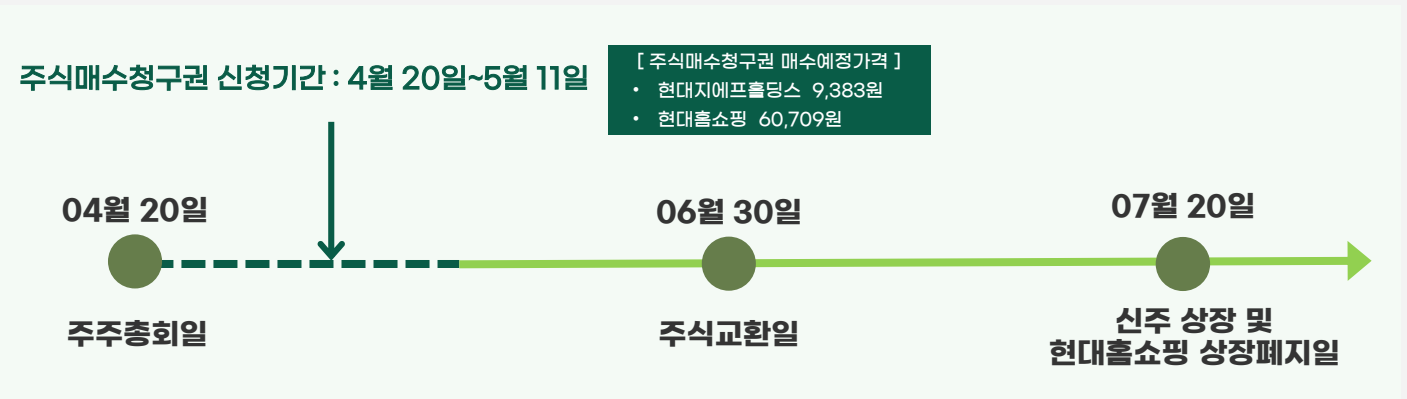 주식매수청구권 신청기간 : 4월 20일~5월 11일
[ 주식매수청구권 매수예정가격 ]
• 현대지에프홀딩스 9,383원
• 현대홈쇼핑 60,709원
04월 20일
06월 30일
07월 20일
주주총회일
주식교환일
신주 상장 및
현대홈쇼핑 상장폐지일